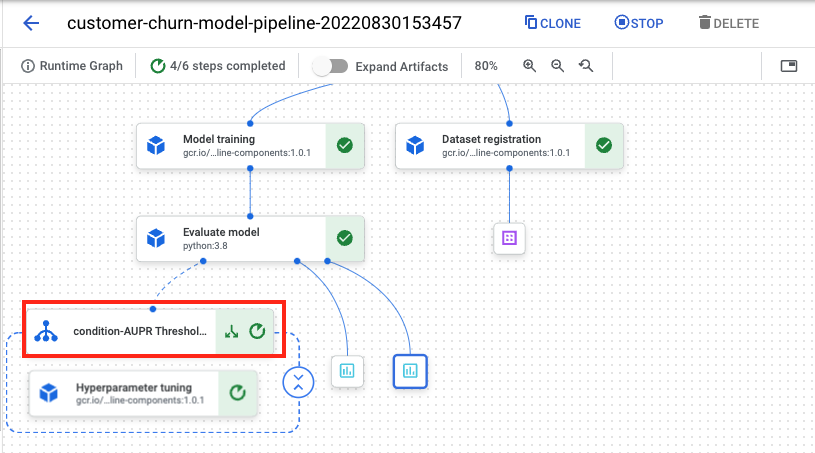 customer-churn-model-pipeline-20220830153457
CLONE
STOP
DELETE
Runtime Graph
4/6 steps completed
Expand Artifacts
80%
Model training
gcr.io/...line-components:1.0.1
Dataset registration
gcr.io/...line-components:1.0.1
Evaluate model
python:3.8
condition-AUPR Threshol...
Hyperparameter tuning
gcr.io/...line-components:1.0.1